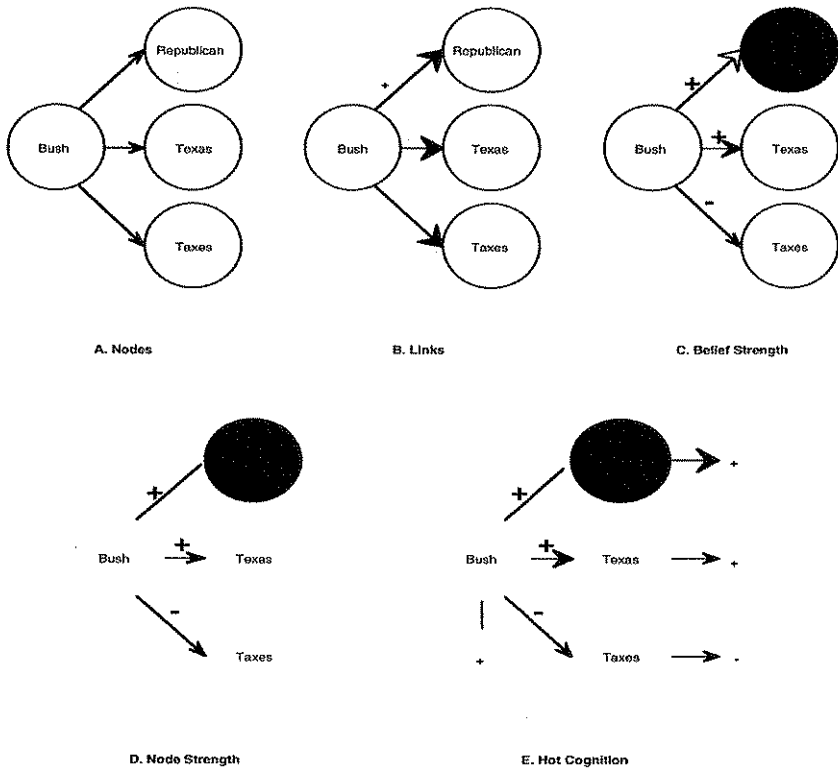 Republican
Bush
Texas
Taxes
A. Nodes
+
Republican
Bush
Texas
Taxes
B. Links
+
Bush
+
Texas
-
Taxes
C. Belief Strength
+
Bush
+
Texas
-
Taxes
D. Node Strength
+
+
Bush
+
Texas
+
-
+
Taxes
-
E. Hot Cognition